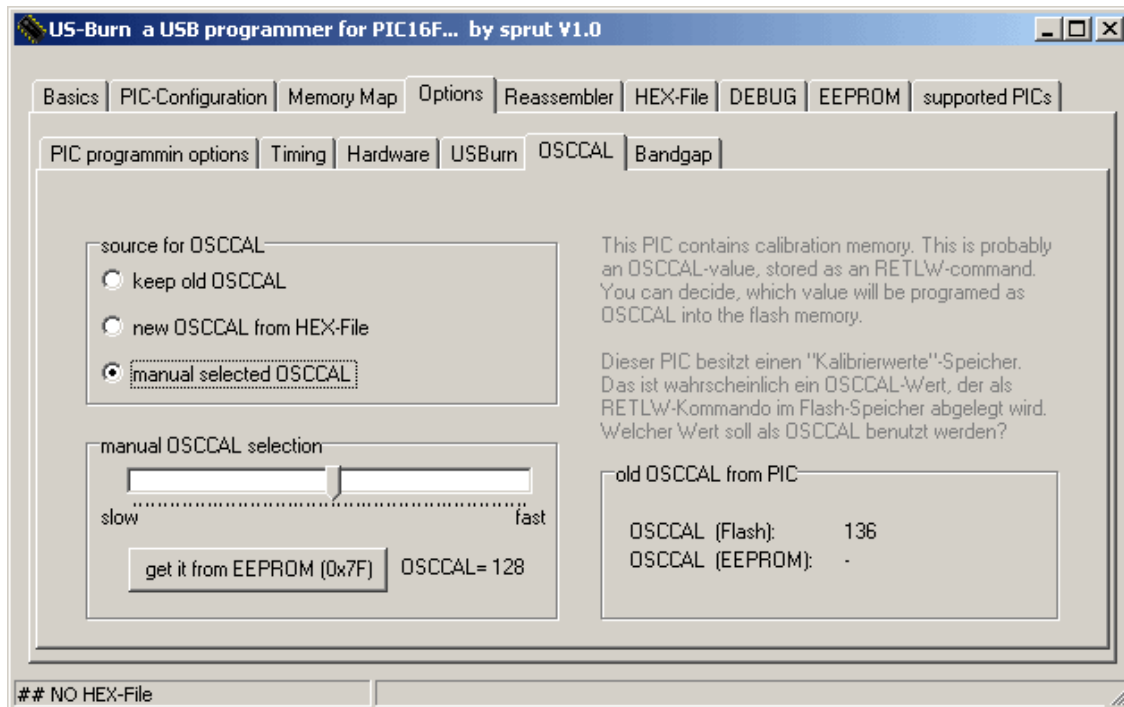 US-Burn a USB programmer for PIC16F... by sprut V1.0
Basics PIC-Configuration Memory Map Options Reassembler HEX-File DEBUG EEPROM supported PICs
PIC programmin options Timing Hardware USBurn OSCCAL Bandgap
source for OSCCAL
keep old OSCCAL
new OSCCAL from HEX-File
manual selected OSCCAL
This PIC contains calibration memory. This is probably
an OSCCAL-value, stored as an RETLW-command.
You can decide, which value will be programed as
OSCCAL into the flash memory.
Dieser PIC besitzt einen "Kalibrierwerte"-Speicher.
Das ist wahrscheinlich ein OSCCAL-Wert, der als
RETLW-Kommando im Flash-Speicher abgelegt wird.
Welcher Wert soll als OSCCAL benutzt werden?
manual OSCCAL selection
slow fast
get it from EEPROM (0x7F) OSCCAL= 128
old OSCCAL from PIC
OSCCAL (Flash): 136
OSCCAL (EEPROM): -
## NO HEX-File